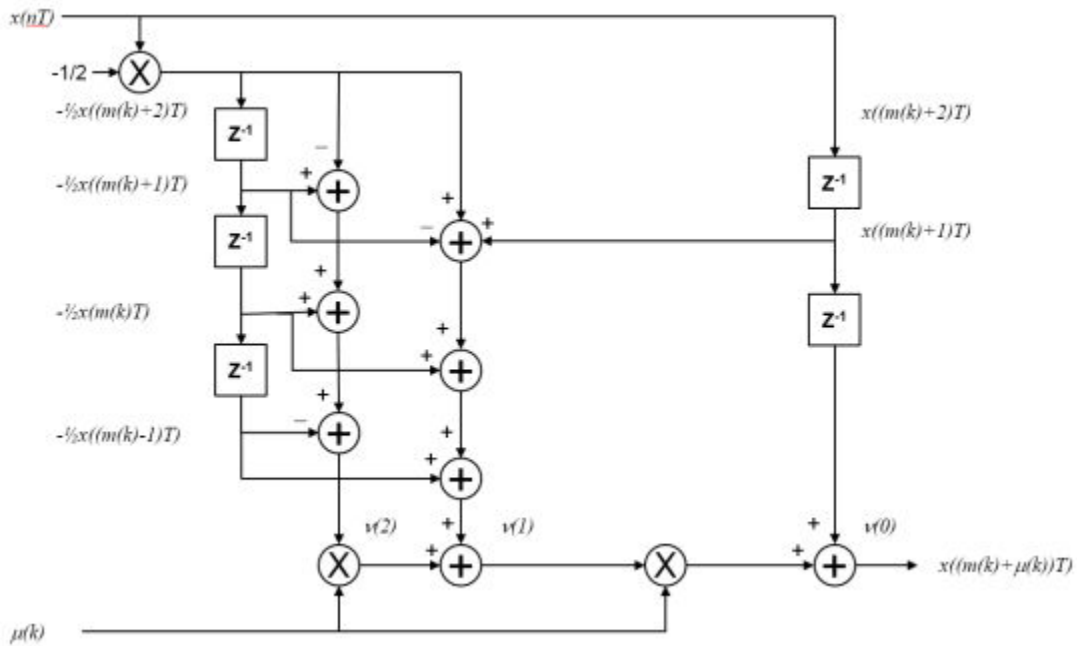 x(nT)
-1/2
X
-½x((m(k)+2)T)
x((m(k)+2)T)
Z-1
–
-½x((m(k)+1)T)
+
+
Z-1
+
+
x((m(k)+1)T)
–
+
Z-1
+
-½x(m(k)T)
+
+
+
Z-1
+
+
Z-1
+
-½x((m(k)-1)T)
–
+
+
+
+
v(2)
+
v(1)
+
v(0)
X
+
+
X
+
+
x((m(k)+μ(k))T)
μ(k)